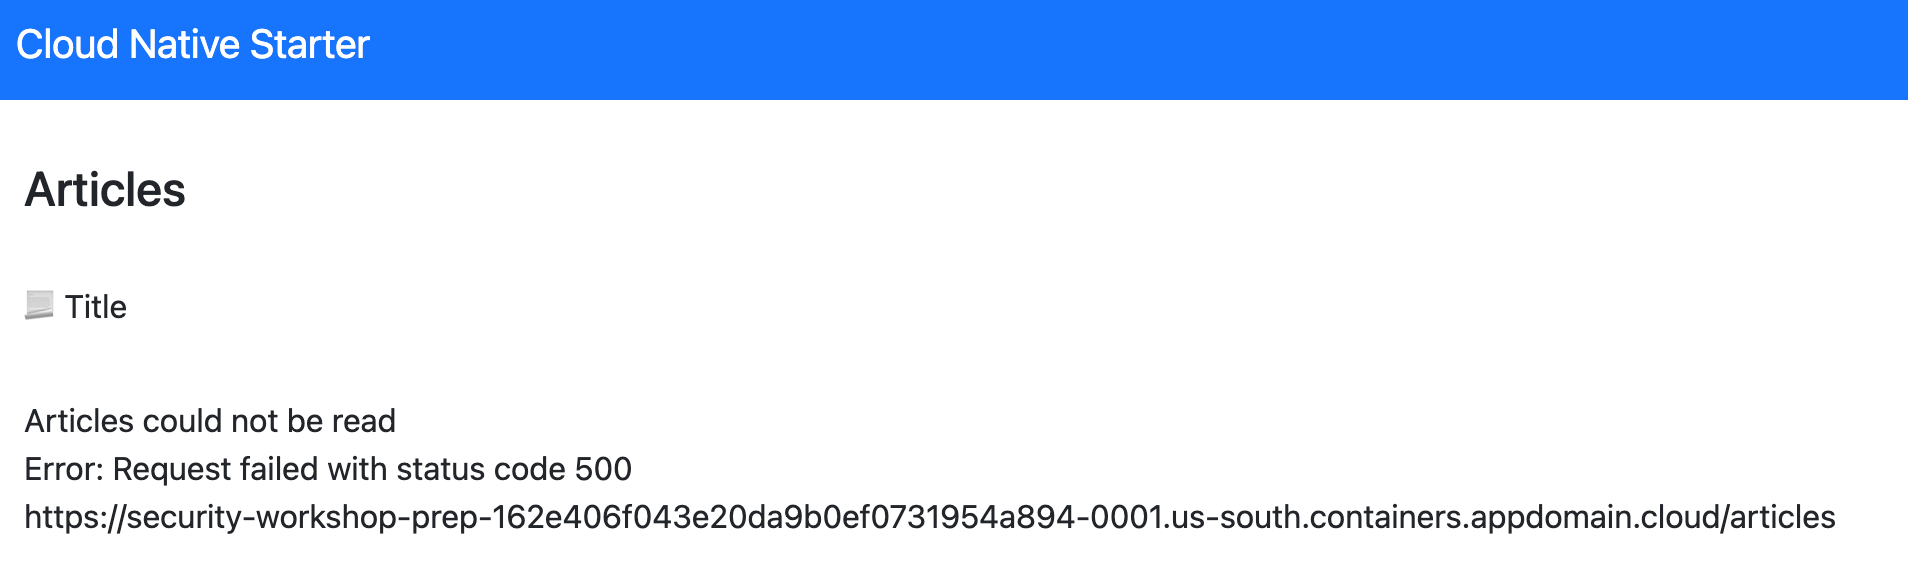 Cloud Native Starter
Articles
Title
Articles could not be read
Error: Request failed with status code 500
https://security-workshop-prep-162e406f043e20da9b0ef0731954a894-0001.us-south.containers.appdomain.cloud/articles